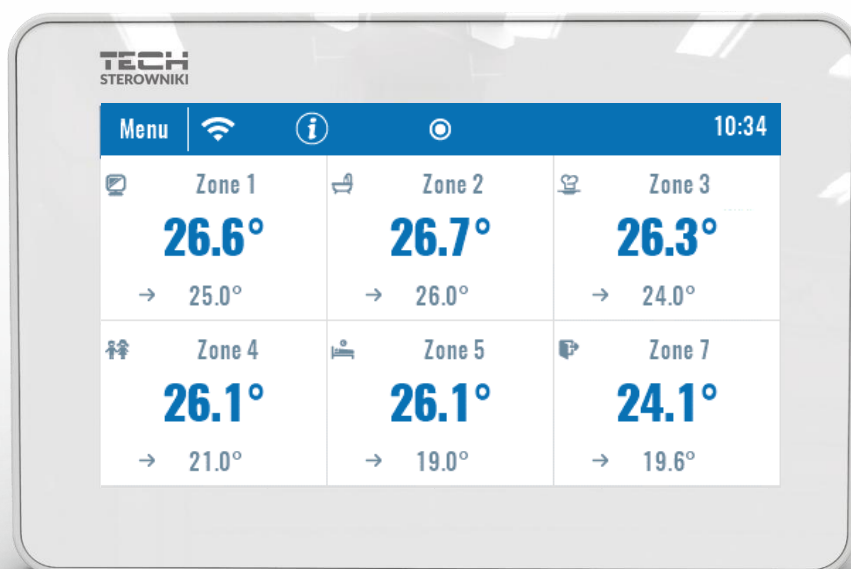 TECH
STEROWNIKI
Menu 10:34
Zone 1 Zone 2 Zone 3
26.6° 26.7° 26.3°
→ 25.0° → 26.0° → 24.0°
Zone 4 Zone 5 Zone 7
26.1° 26.1° 24.1°
→ 21.0° → 19.0° → 19.6°